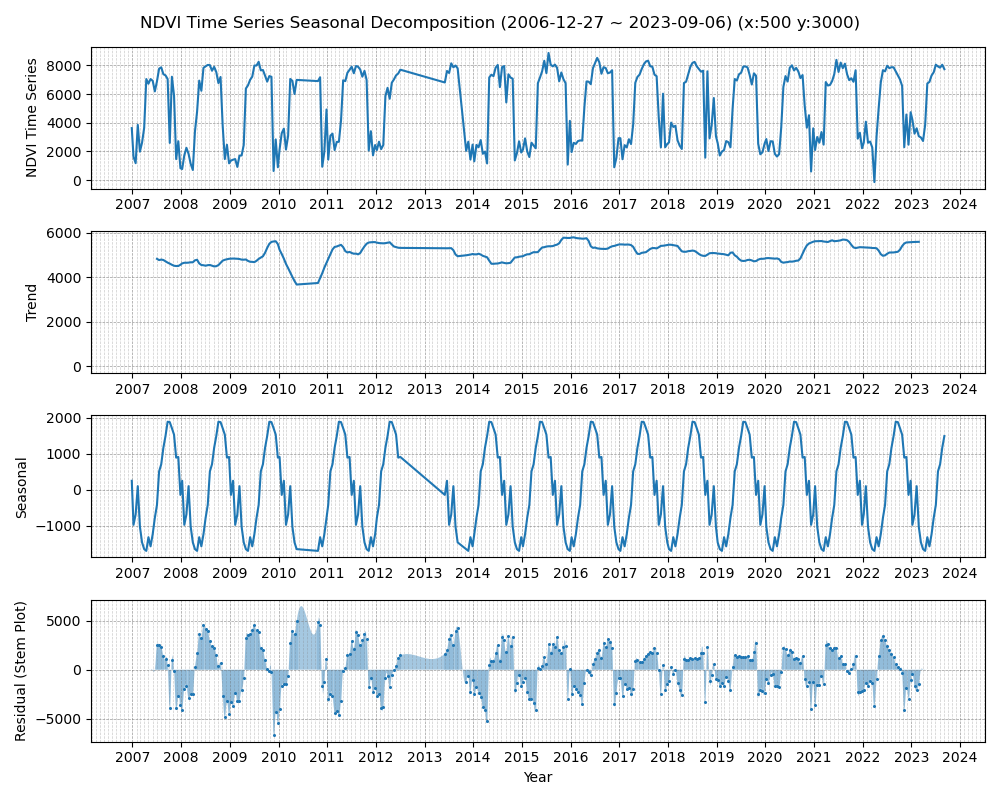 NDVI Time Series Seasonal Decomposition (2006-12-27 ~ 2023-09-06) (x:500 y:3000)
NDVI Time Series
8000
6000
4000
2000
0
2007 2008 2009 2010 2011 2012 2013 2014 2015 2016 2017 2018 2019 2020 2021 2022 2023 2024
Trend
6000
4000
2000
0
2007 2008 2009 2010 2011 2012 2013 2014 2015 2016 2017 2018 2019 2020 2021 2022 2023 2024
Seasonal
2000
1000
0
−1000
2007 2008 2009 2010 2011 2012 2013 2014 2015 2016 2017 2018 2019 2020 2021 2022 2023 2024
Residual (Stem Plot)
5000
0
−5000
2007 2008 2009 2010 2011 2012 2013 2014 2015 2016 2017 2018 2019 2020 2021 2022 2023 2024
Year